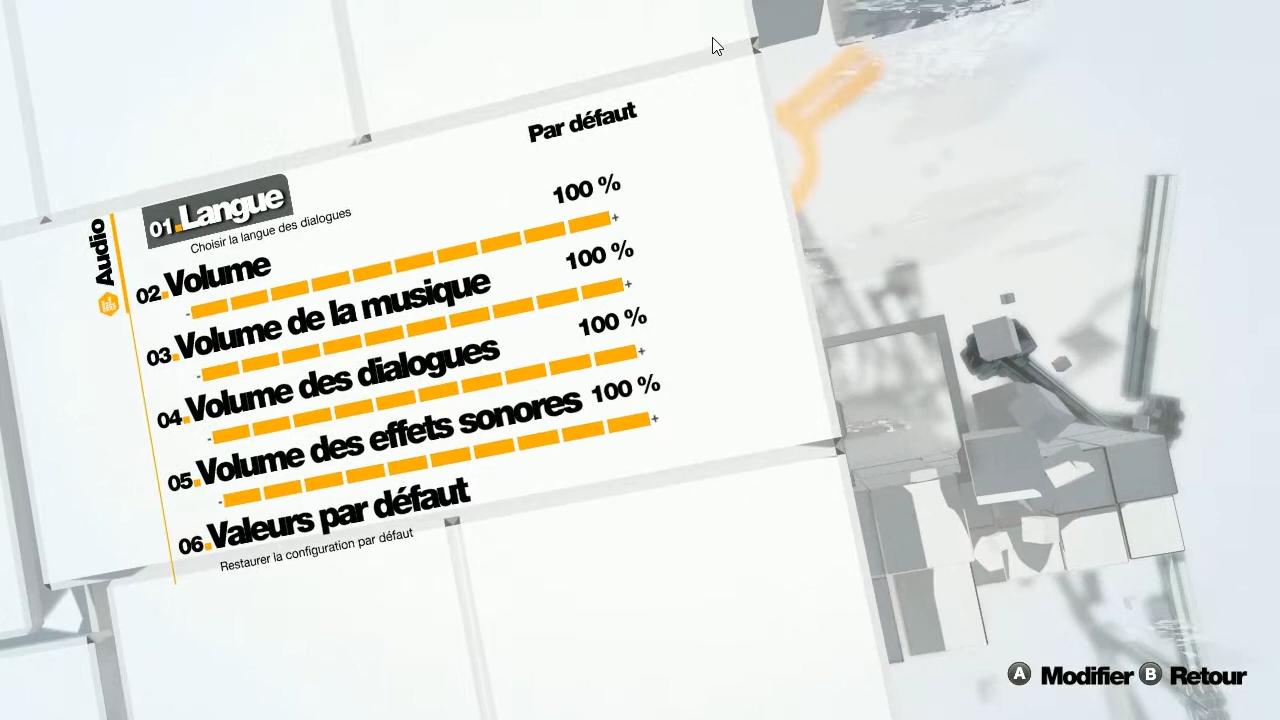 Audio
Par défaut
01.Langue
Choisir la langue des dialogues
02.Volume 100 %
- +
03.Volume de la musique 100 %
- +
04.Volume des dialogues 100 %
- +
05.Volume des effets sonores 100 %
- +
06.Valeurs par défaut
Restaurer la configuration par défaut
A Modifier B Retour